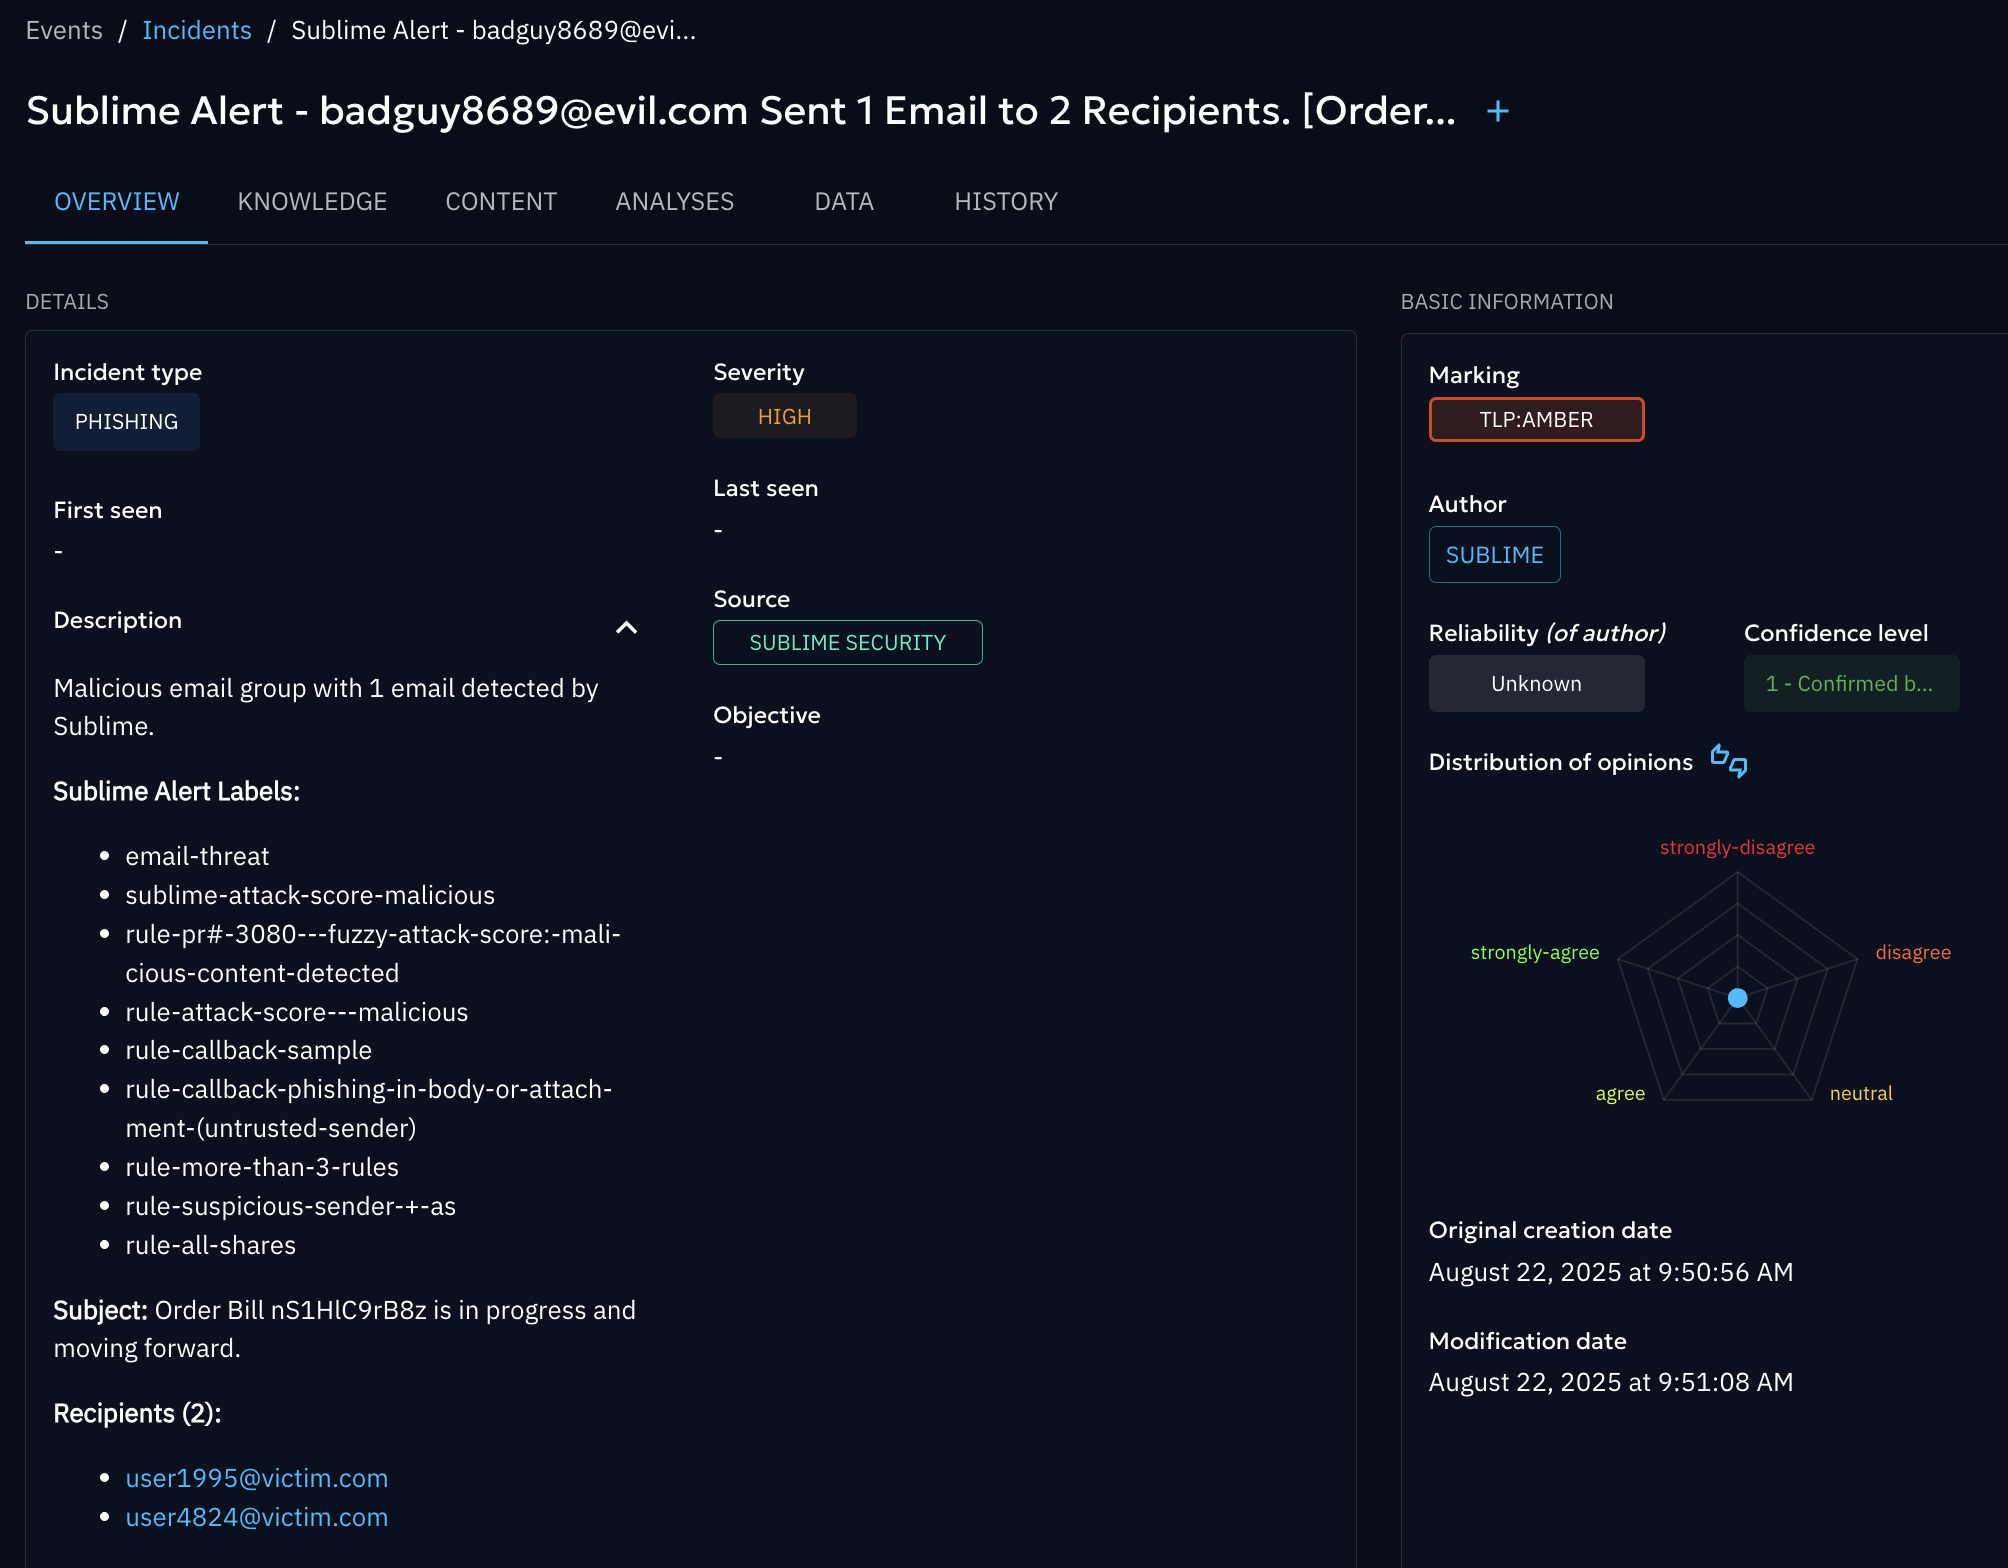 Events / Incidents / Sublime Alert - badguy8689@evi...
Sublime Alert - badguy8689@evil.com Sent 1 Email to 2 Recipients. [Order... +
OVERVIEW KNOWLEDGE CONTENT ANALYSES DATA HISTORY
DETAILS
Incident type
PHISHING
First seen
-
Description
Malicious email group with 1 email detected by
Sublime.
Sublime Alert Labels:
• email-threat
• sublime-attack-score-malicious
• rule-pr#-3080---fuzzy-attack-score:-mali-
cious-content-detected
• rule-attack-score---malicious
• rule-callback-sample
• rule-callback-phishing-in-body-or-attach-
ment-(untrusted-sender)
• rule-more-than-3-rules
• rule-suspicious-sender-+-as
• rule-all-shares
Subject: Order Bill nS1HlC9rB8z is in progress and
moving forward.
Recipients (2):
• user1995@victim.com
• user4824@victim.com
Severity
HIGH
Last seen
-
Source
SUBLIME SECURITY
Objective
-
BASIC INFORMATION
Marking
TLP:AMBER
Author
SUBLIME
Reliability (of author)
Unknown
Confidence level
1 - Confirmed b...
Distribution of opinions
strongly-disagree
strongly-agree
disagree
agree
neutral
Original creation date
August 22, 2025 at 9:50:56 AM
Modification date
August 22, 2025 at 9:51:08 AM